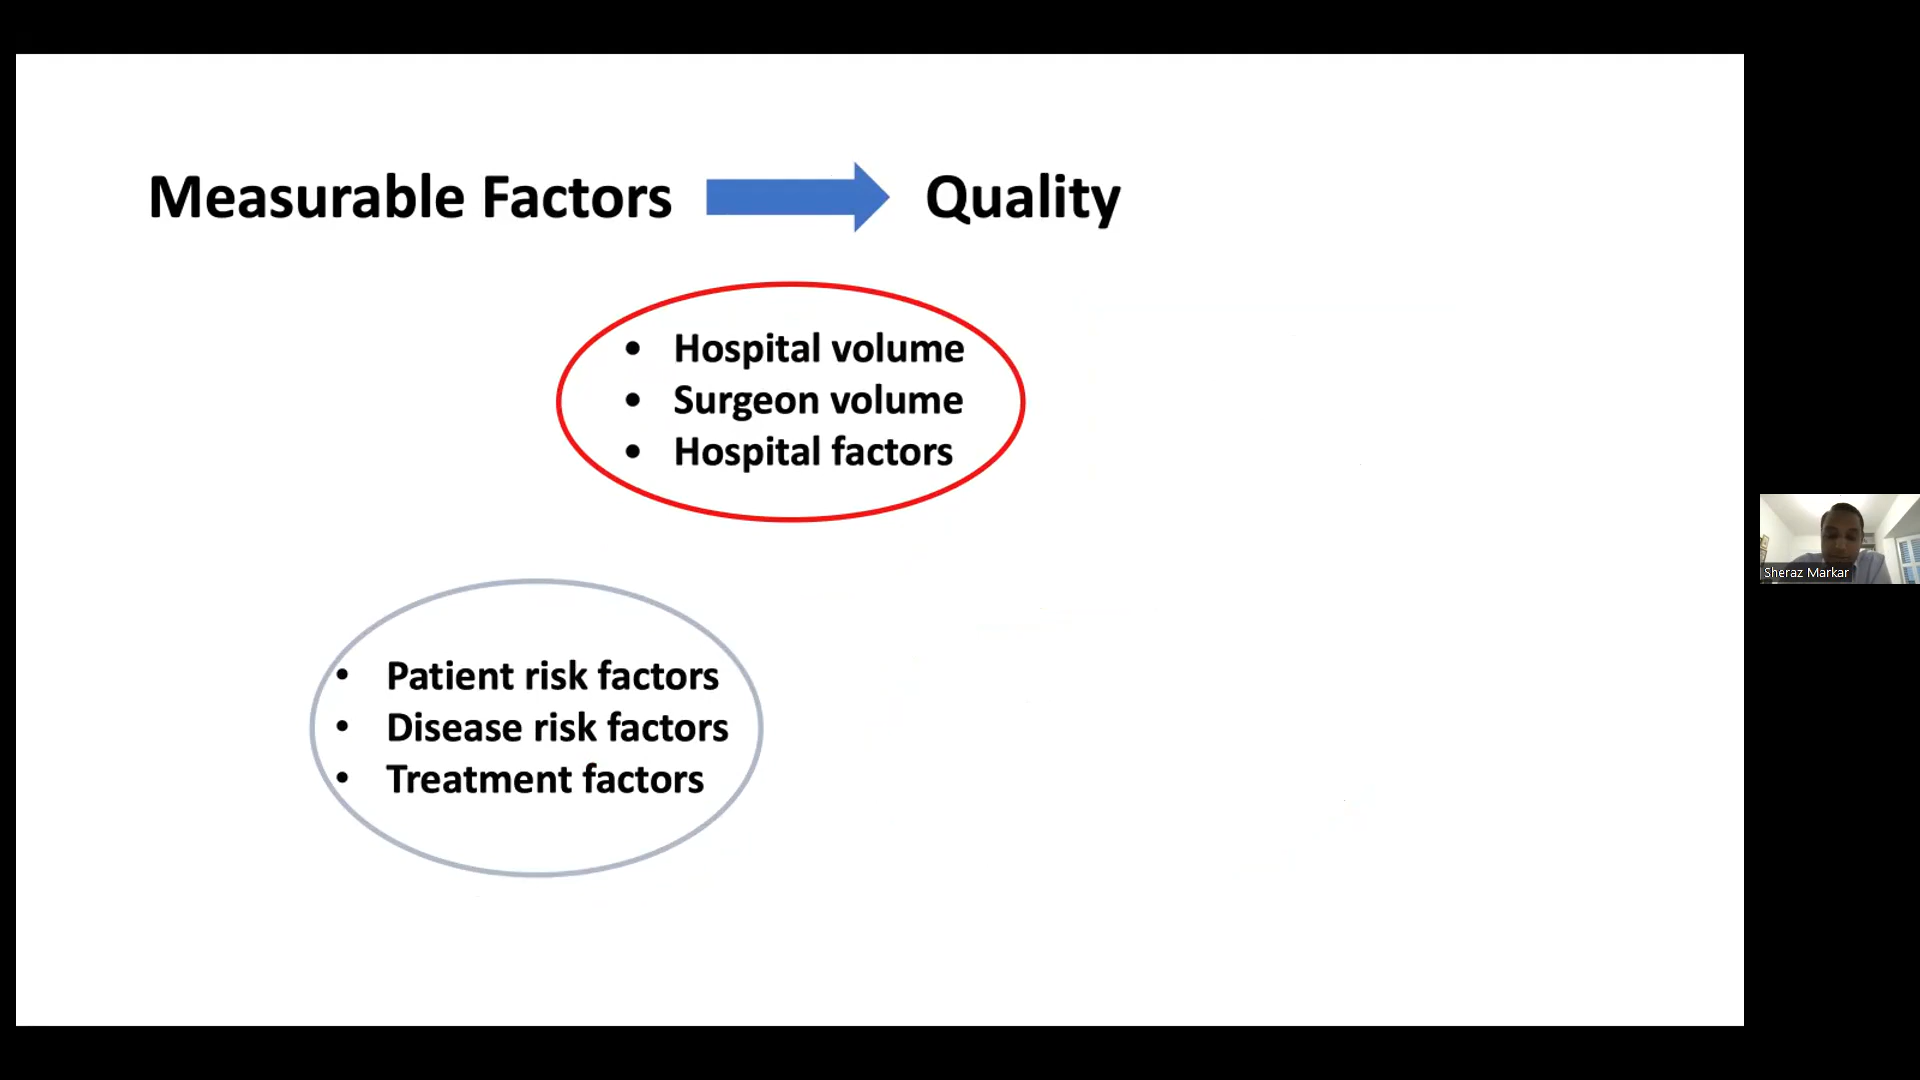 Measurable Factors Quality
• Hospital volume
• Surgeon volume
• Hospital factors
• Patient risk factors
• Disease risk factors
• Treatment factors
Sheraz Markar